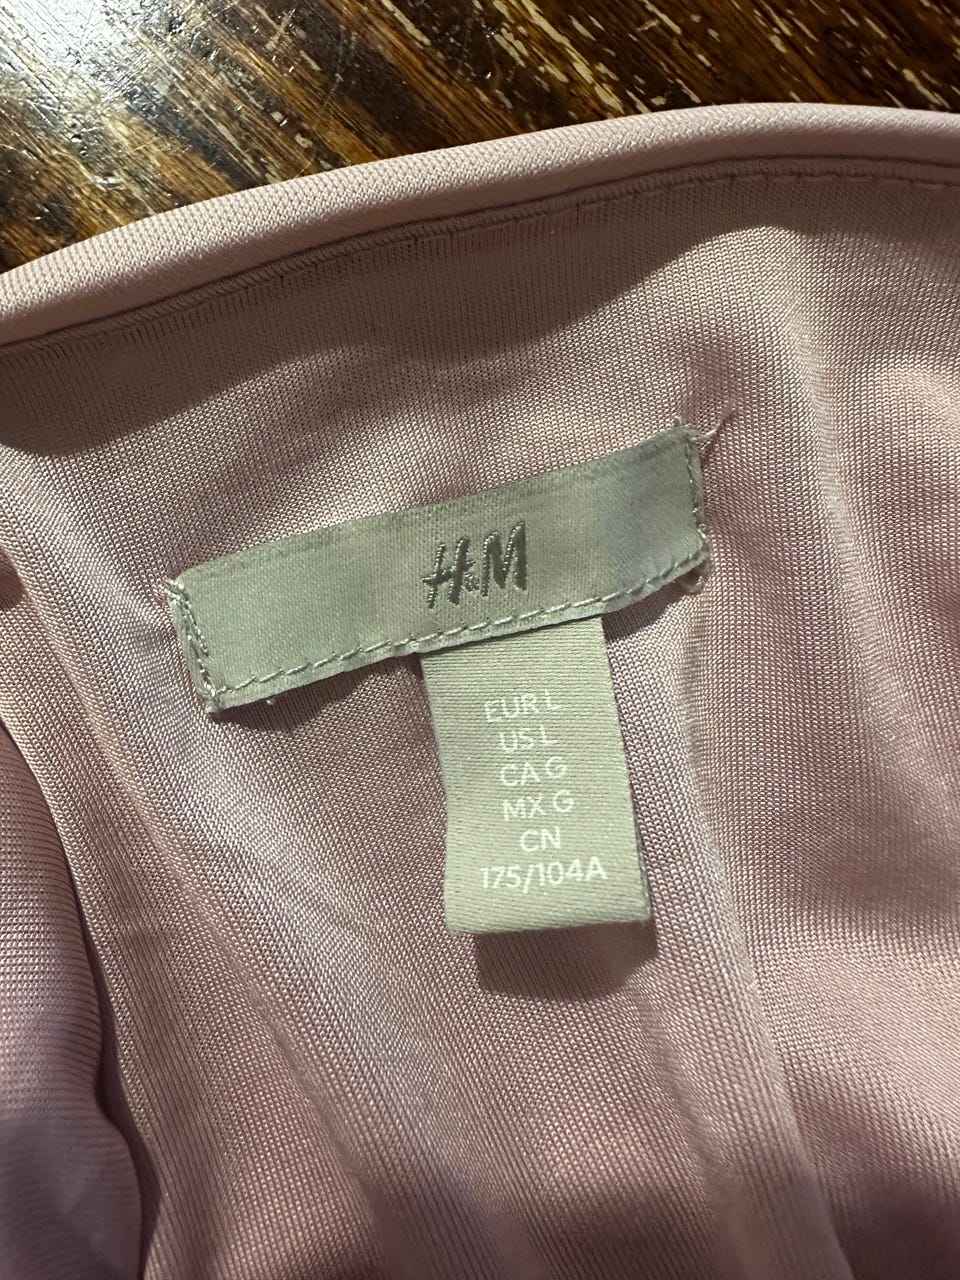 H&M
EUR L
US L
CA G
MX G
CN
175/104A